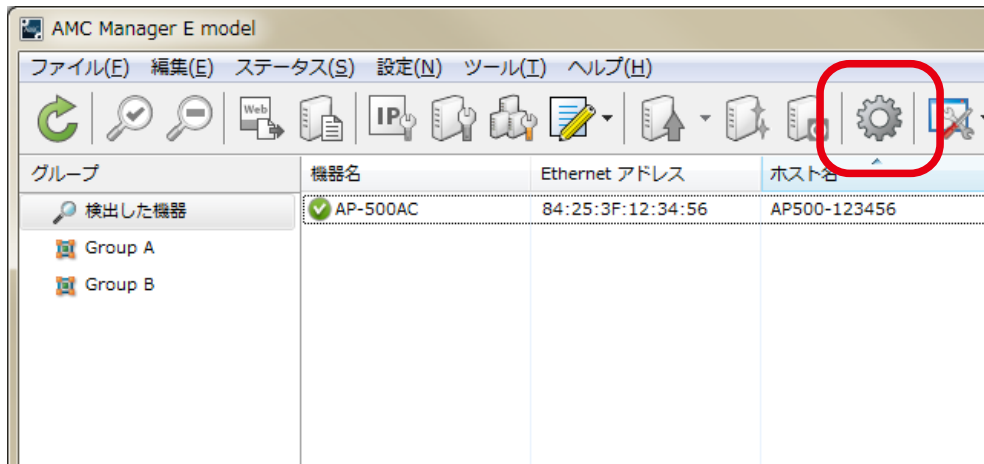 AMC Manager E model
ファイル(F) 編集(E) ステータス(S) 設定(N) ツール(T) ヘルプ(H)
Web
IP
グループ 機器名 Ethernet アドレス ホスト名
検出した機器 AP-500AC 84:25:3F:12:34:56 AP500-123456
Group A
Group B